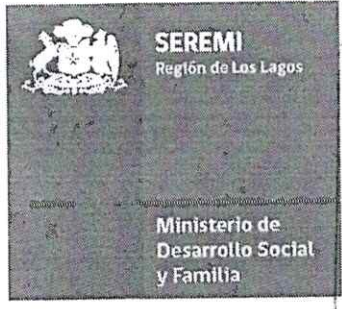 SEREMI
Región de Los Lagos
Ministerio de
Desarrollo Social
y Familia